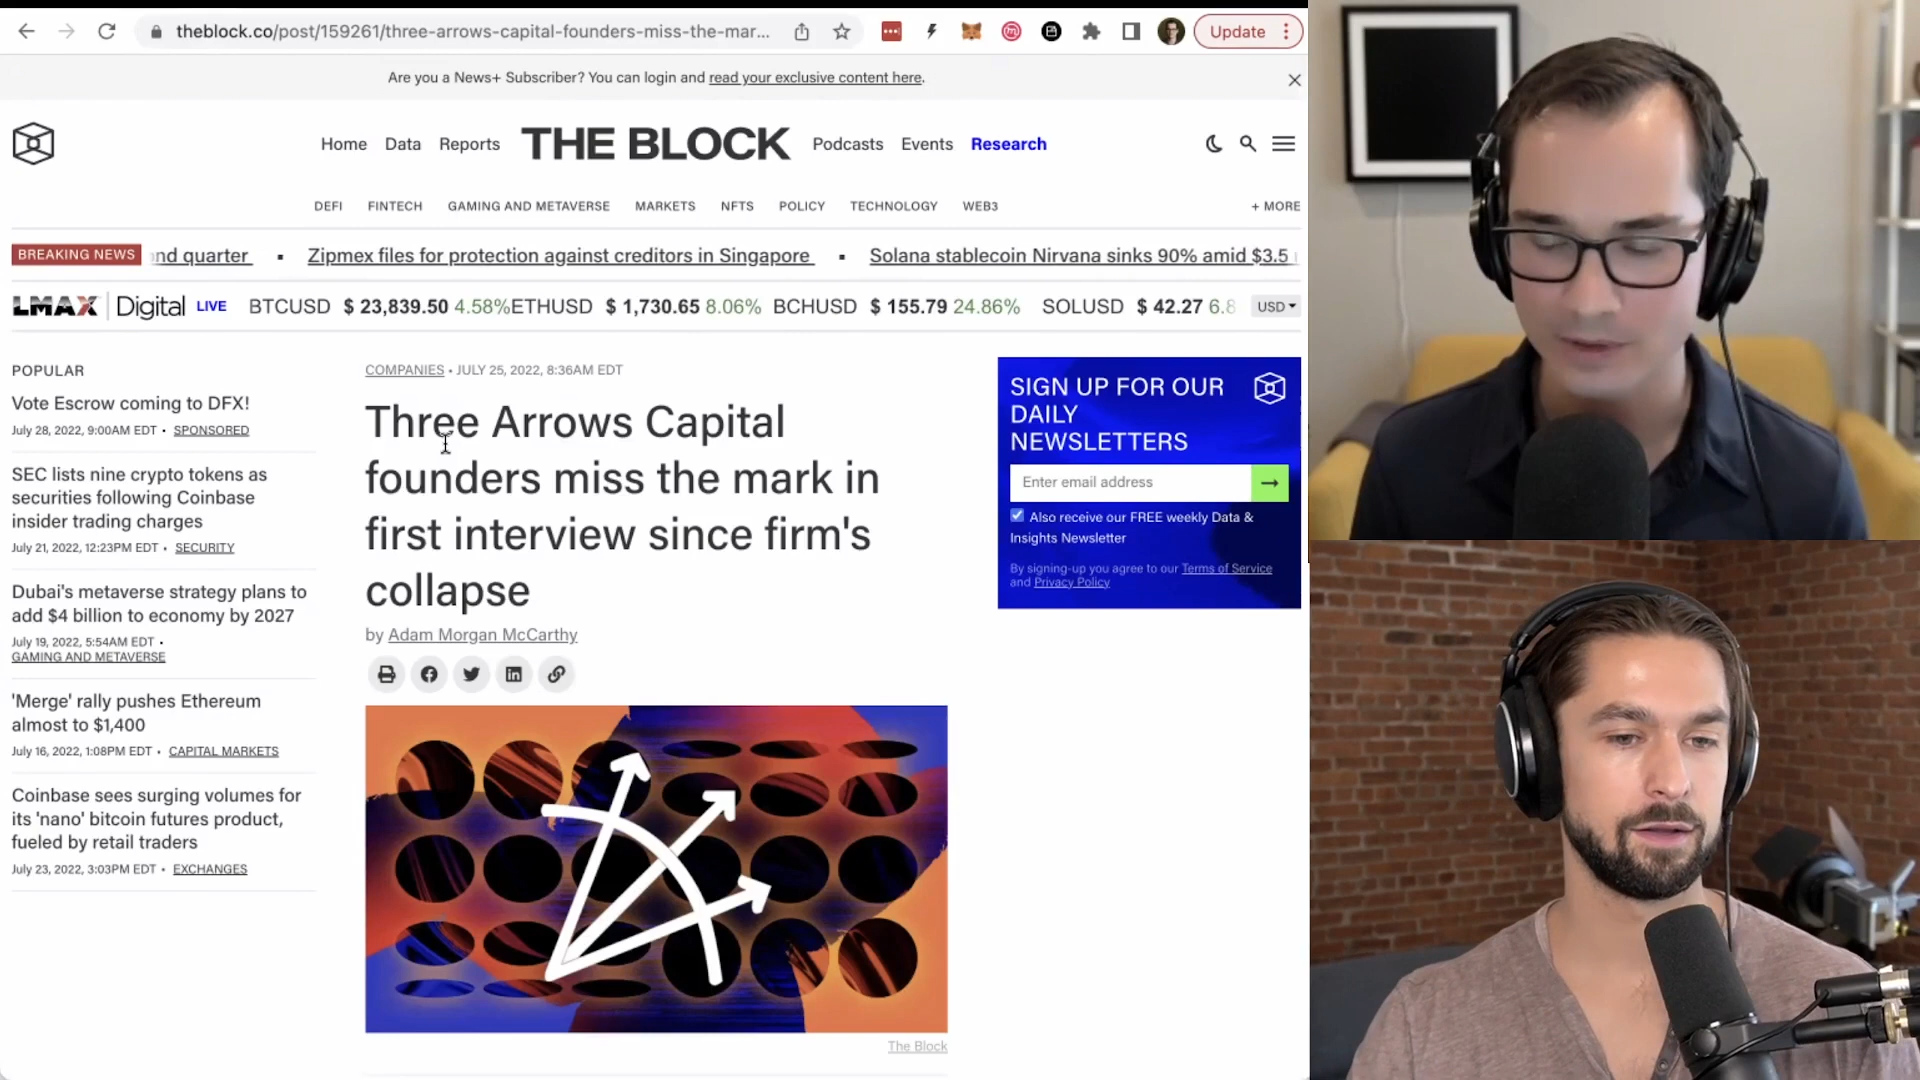 theblock.co/post/159261/three-arrows-capital-founders-miss-the-mar...
Update
Are you a News+ Subscriber? You can login and read your exclusive content here.
Home Data Reports THE BLOCK Podcasts Events Research
DEFI FINTECH GAMING AND METAVERSE MARKETS NFTS POLICY TECHNOLOGY WEB3 + MORE
BREAKING NEWS nd quarter ▪ Zipmex files for protection against creditors in Singapore ▪ Solana stablecoin Nirvana sinks 90% amid $3.5
LMAX Digital LIVE BTCUSD $ 23,839.50 4.58% ETHUSD $ 1,730.65 8.06% BCHUSD $ 155.79 24.86% SOLUSD $ 42.27 6.8 USD
POPULAR
Vote Escrow coming to DFX!
July 28, 2022, 9:00AM EDT • SPONSORED
SEC lists nine crypto tokens as
securities following Coinbase
insider trading charges
July 21, 2022, 12:23PM EDT • SECURITY
Dubai's metaverse strategy plans to
add $4 billion to economy by 2027
July 19, 2022, 5:54AM EDT •
GAMING AND METAVERSE
'Merge' rally pushes Ethereum
almost to $1,400
July 16, 2022, 1:08PM EDT • CAPITAL MARKETS
Coinbase sees surging volumes for
its 'nano' bitcoin futures product,
fueled by retail traders
July 23, 2022, 3:03PM EDT • EXCHANGES
COMPANIES • JULY 25, 2022, 8:36AM EDT
Three Arrows Capital
founders miss the mark in
first interview since firm's
collapse
by Adam Morgan McCarthy
The Block
SIGN UP FOR OUR
DAILY
NEWSLETTERS
Enter email address
Also receive our FREE weekly Data &
Insights Newsletter
By signing-up you agree to our Terms of Service
and Privacy Policy